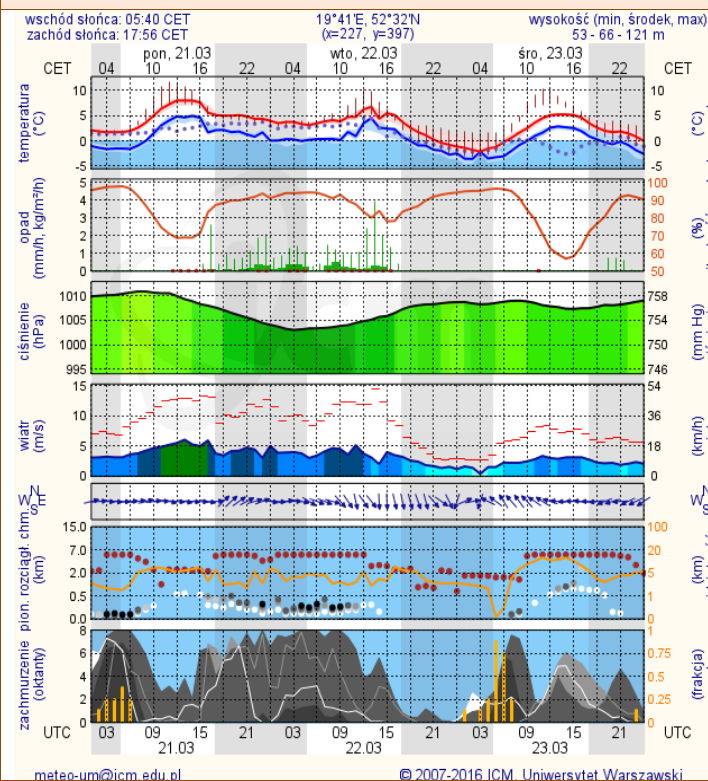 wschód słońca: 05:40 CET 19°41'E, 52°32'N wysokość (min, środek, max)
zachód słońca: 17:56 CET (x=227, y=397) 53 - 66 - 121 m
pon, 21.03 wto, 22.03 śro, 23.03
CET 04 10 16 22 04 10 16 22 04 10 16 22 CET
temperatura
(°C)
10
5
0
-5
10
5
0
-5
(°C)
opad
(mm/h, kg/m²/h)
5
4
3
2
1
0
100
90
80
70
60
50
(%)
ciśnienie
(hPa)
1010
1005
1000
995
758
754
750
746
(mm Hg)
wiatr
(m/s)
15
10
5
0
54
36
18
0
(km/h)
N
W E
S
N
W
S
pion. rozciągł. chm.
(km)
15.0
7.0
2.0
0.5
0.0
100
20
5
1
0
(km)
zachmurzenie
(oktanty)
8
6
4
2
0
1
0.75
0.5
0.25
0
(frakcja)
UTC 03 09 15 21 03 09 15 21 03 09 15 21 UTC
21.03 22.03 23.03
meteo-um@icm.edu.pl © 2007-2016 ICM, Uniwersytet Warszawski